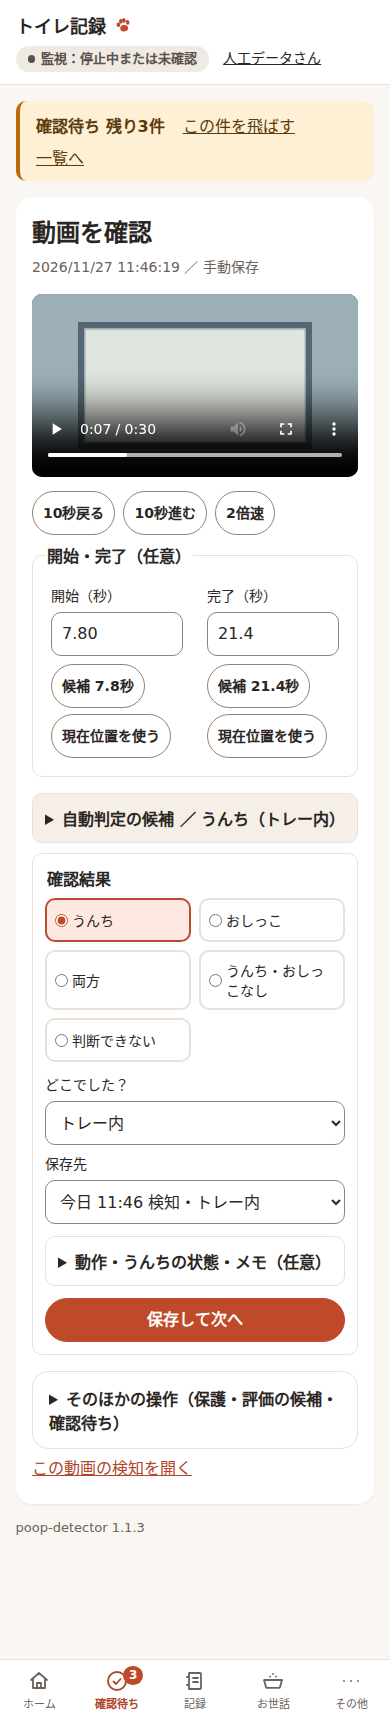 トイレ記録
監視：停止中または未確認
人工データさん
確認待ち 残り3件
この件を飛ばす
一覧へ
動画を確認
2026/11/27 11:46:19 ／ 手動保存
0:07 / 0:30
10秒戻る
10秒進む
2倍速
開始・完了（任意）
開始（秒）
完了（秒）
7.80
21.4
候補 7.8秒
候補 21.4秒
現在位置を使う
現在位置を使う
自動判定の候補 ／ うんち（トレー内）
確認結果
うんち
おしっこ
両方
うんち・おしっ
こなし
判断できない
どこでした？
トレー内
保存先
今日 11:46 検知・トレー内
動作・うんちの状態・メモ（任意）
保存して次へ
そのほかの操作（保護・評価の候補・
確認待ち）
この動画の検知を開く
poop-detector 1.1.3
3
ホーム
確認待ち
記録
お世話
その他